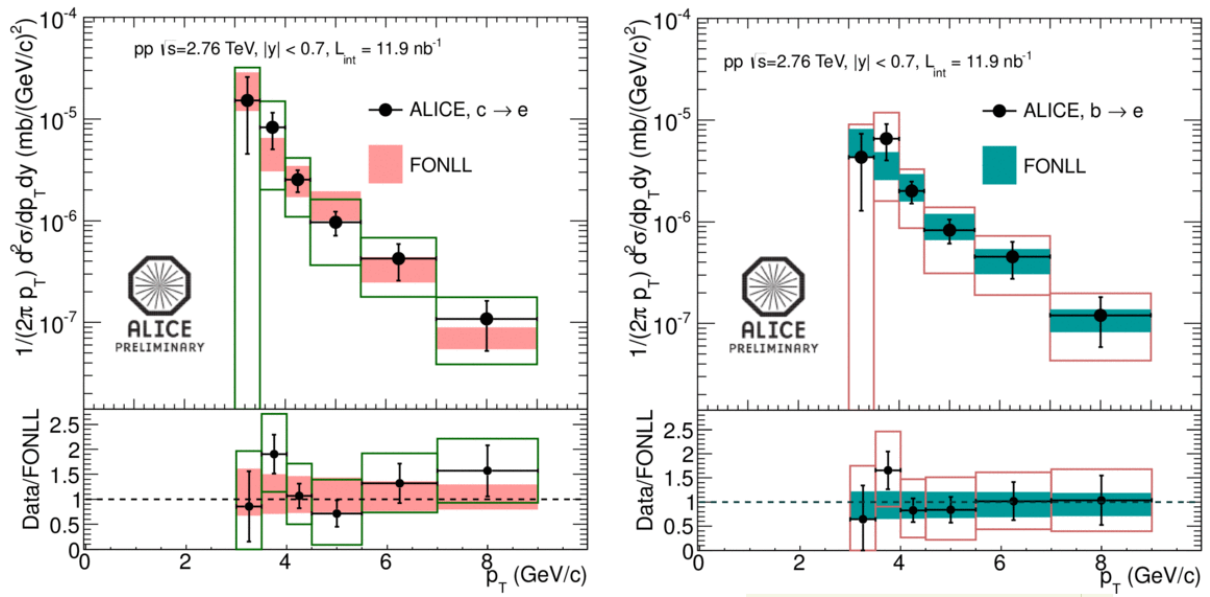 10⁻⁴
pp √s=2.76 TeV, |y| < 0.7, L_int = 11.9 nb⁻¹
ALICE, c → e
FONLL
10⁻⁵
10⁻⁶
10⁻⁷
1/(2π p_T) d²σ/dp_Tdy (mb/(GeV/c)²)
ALICE
PRELIMINARY
Data/FONLL
2.5
2
1.5
1
0.5
0
0 2 4 6 8
p_T (GeV/c)
10⁻⁴
pp √s=2.76 TeV, |y| < 0.7, L_int = 11.9 nb⁻¹
ALICE, b → e
FONLL
10⁻⁵
10⁻⁶
10⁻⁷
1/(2π p_T) d²σ/dp_Tdy (mb/(GeV/c)²)
ALICE
PRELIMINARY
Data/FONLL
2.5
2
1.5
1
0.5
0
0 2 4 6 8
p_T (GeV/c)